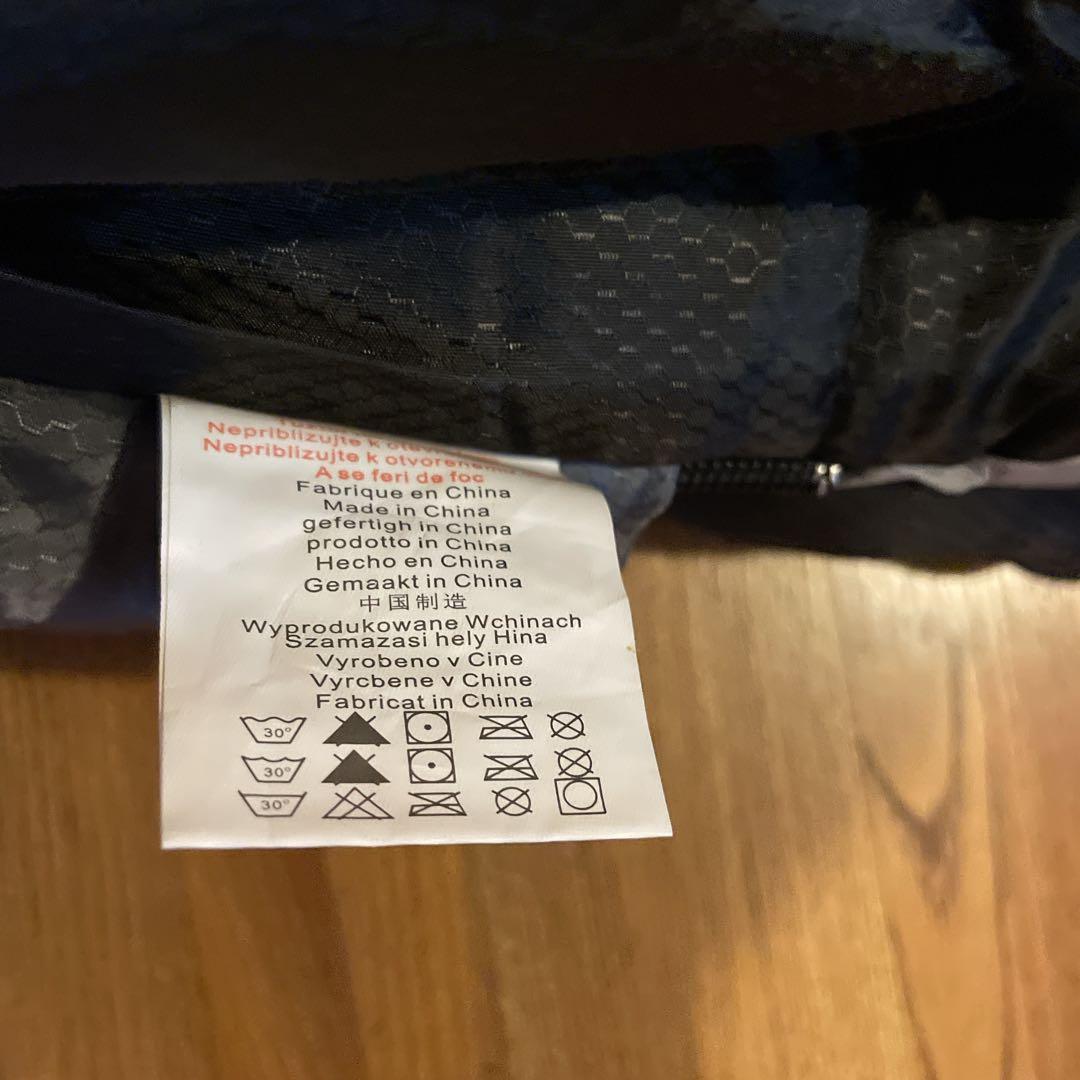 Nepriblizujte k
Nepriblizujte k
A se feri de foc
Fabrique en China
Made in China
gefertigh in China
prodotto in China
Hecho en China
Gemaakt in China
中国制造
Wyprodukowane Wchinach
Szamazasi hely Hina
Vyrobeno v Cine
Vyrcbene v Chine
Fabricat in China
30°
30°
30°